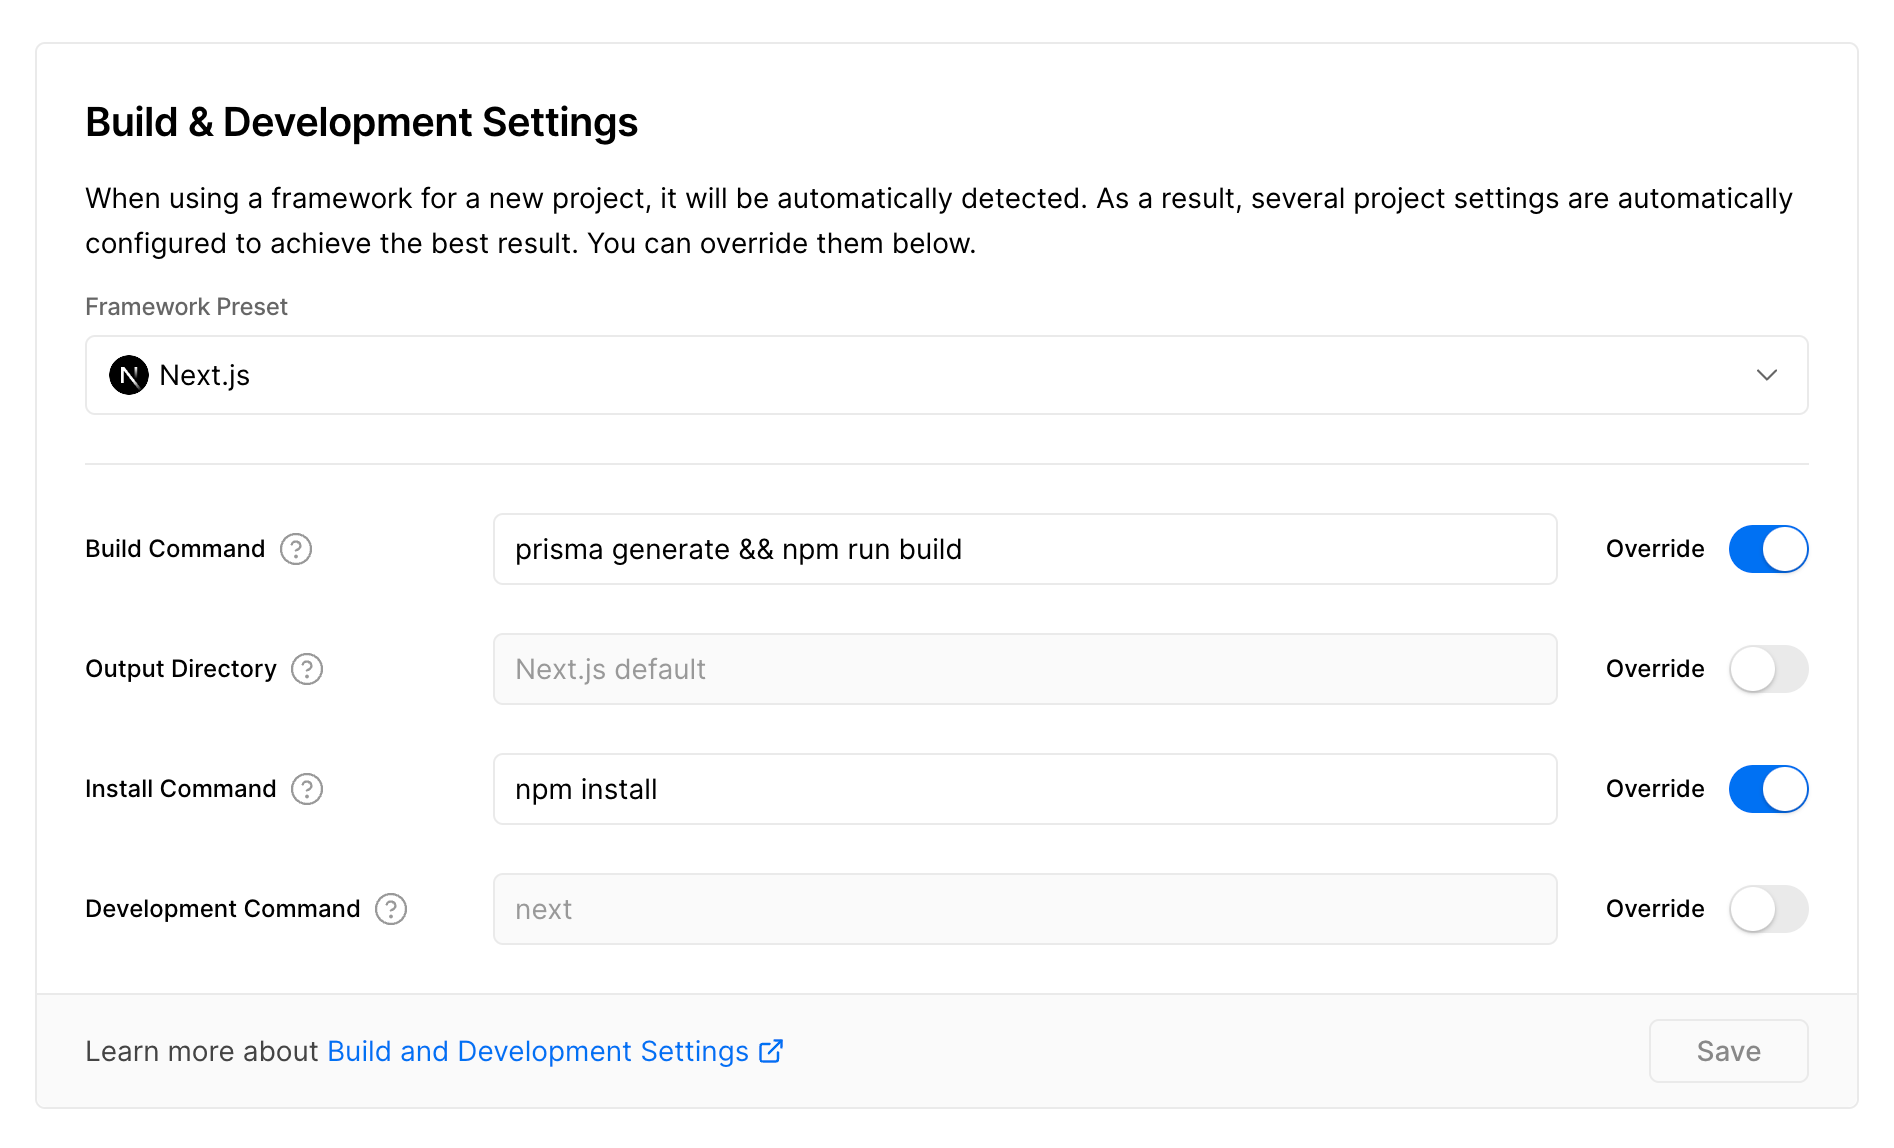 Build & Development Settings
When using a framework for a new project, it will be automatically detected. As a result, several project settings are automatically
configured to achieve the best result. You can override them below.
Framework Preset
N Next.js
Build Command ? prisma generate && npm run build Override
Output Directory ? Next.js default Override
Install Command ? npm install Override
Development Command ? next Override
Learn more about Build and Development Settings Save